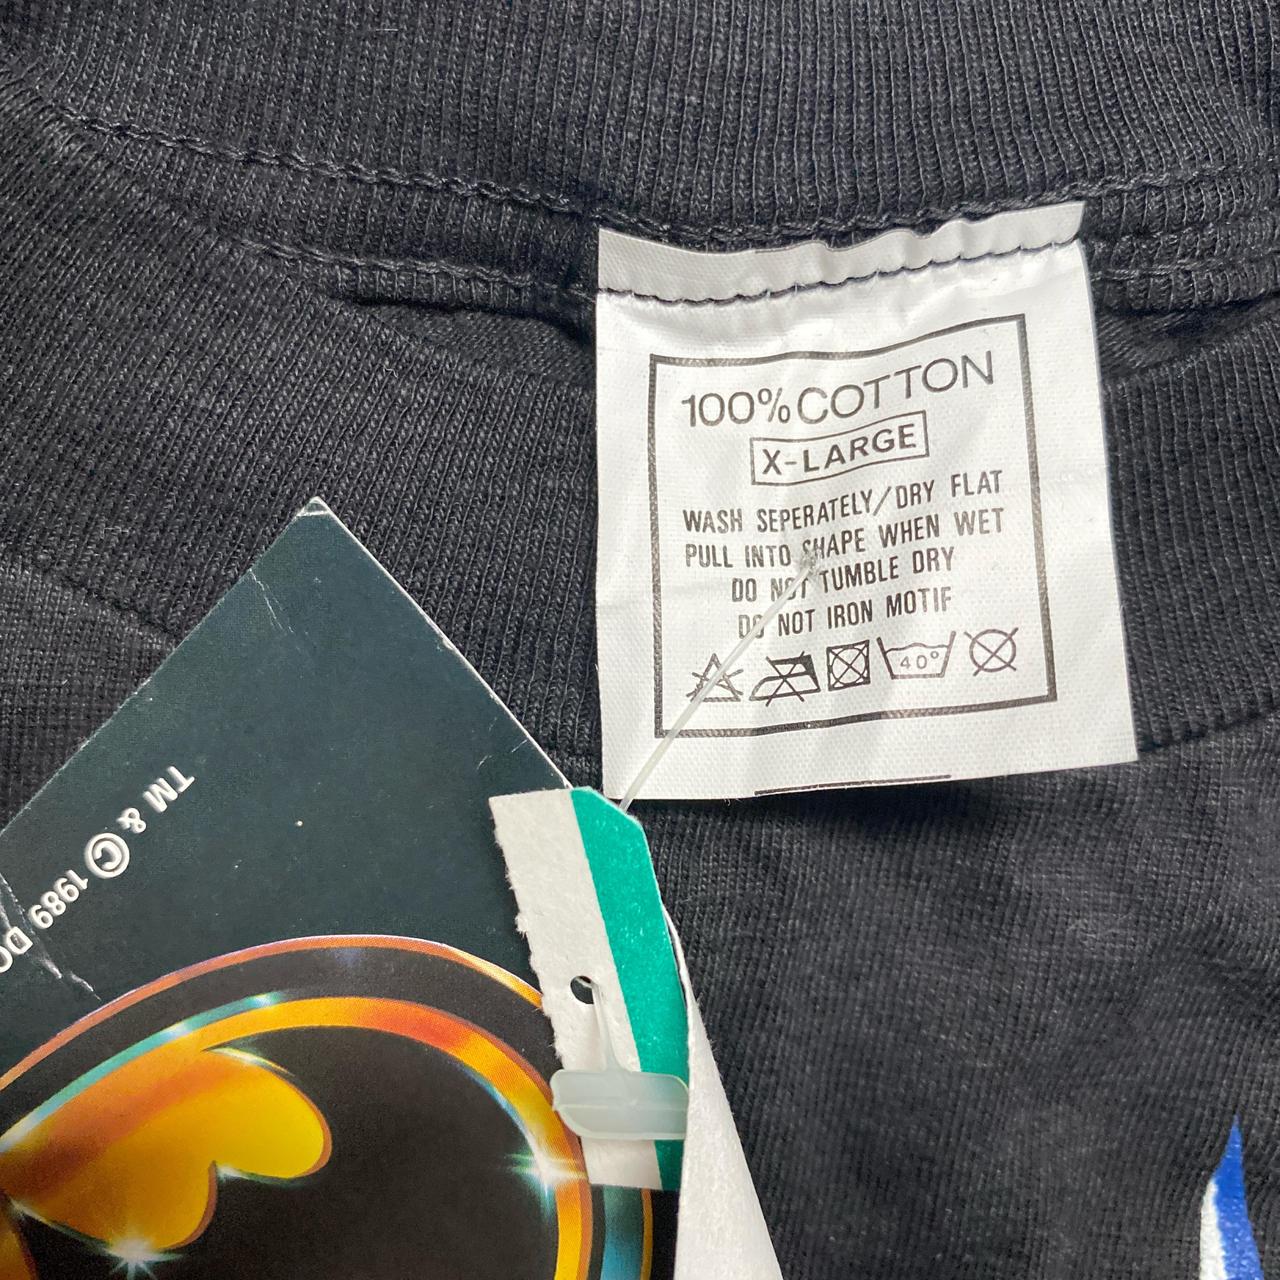 100% COTTON
X-LARGE
WASH SEPERATELY/DRY FLAT
PULL INTO SHAPE WHEN WET
DO NOT TUMBLE DRY
DO NOT IRON MOTIF
40°
TM & © 1989 DC